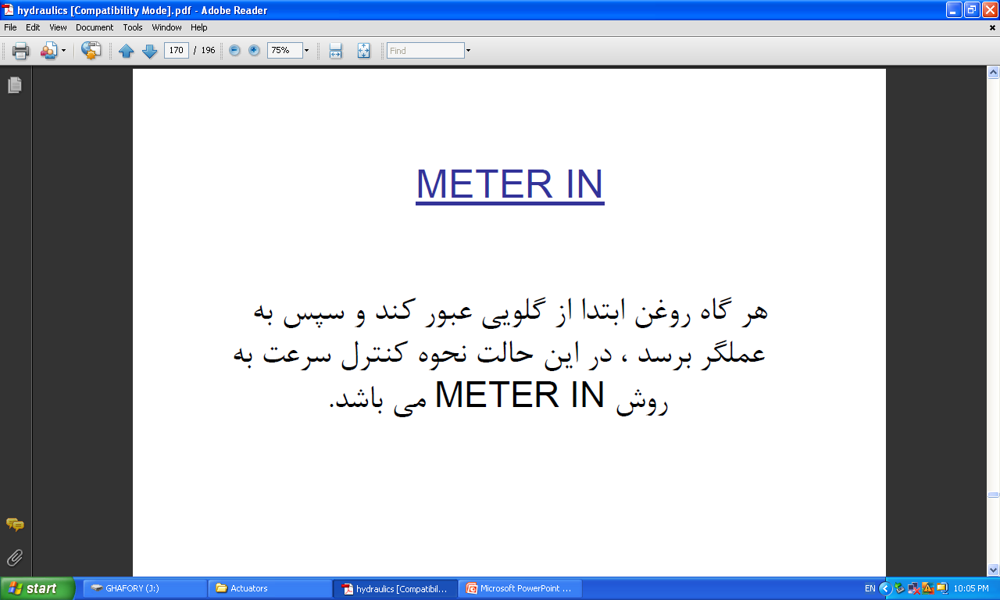 hydraulics [Compatibility Mode].pdf - Adobe Reader
File Edit View Document Tools Window Help
170 / 196 75% Find
METER IN
هر گاه روغن ابتدا از گلویی عبور کند و سپس به
عملگر برسد ، در این حالت نحوه کنترل سرعت به
روش METER IN می باشد.
start GHAFORY (J:) Actuators hydraulics [Compatibil... Microsoft PowerPoint ... EN 10:05 PM